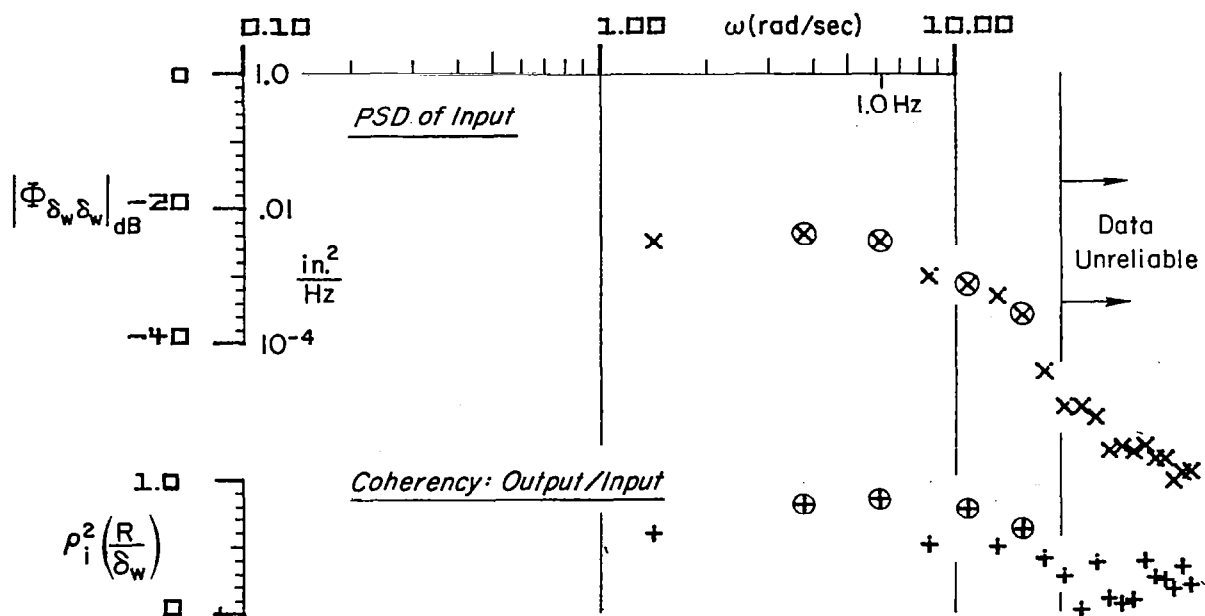 0.10 1.00 ω(rad/sec) 10.00
0 1.0
1.0 Hz
PSD of Input
|Φδwδw|dB -20 .01
Data
Unreliable
in.²
Hz
-40 10⁻⁴
Coherency: Output/Input
1.0
ρᵢ²(R/δw)
0